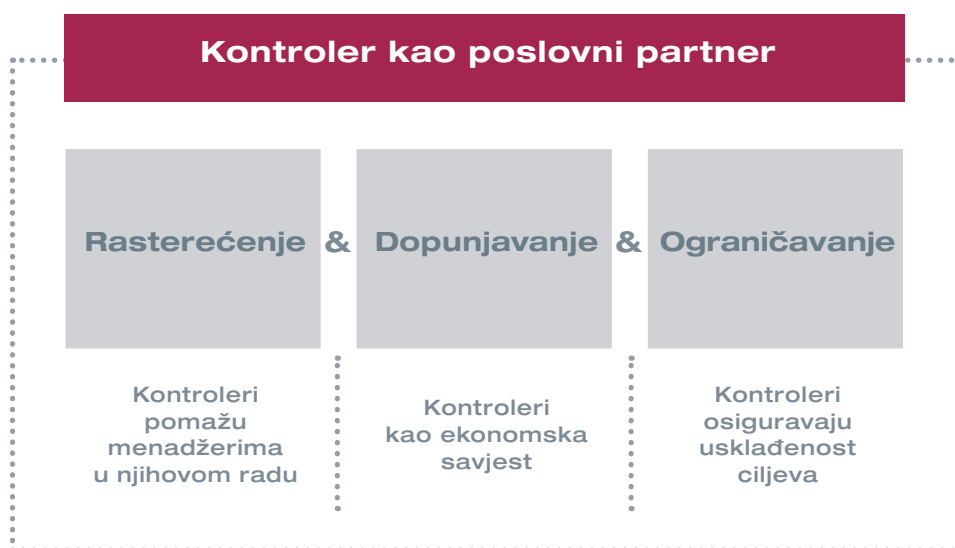 Kontroler kao poslovni partner
Rasterećenje & Dopunjavanje & Ograničavanje
Kontroleri
pomažu
menadžerima
u njihovom radu
Kontroleri
kao ekonomska
savjest
Kontroleri
osiguravaju
usklađenost
ciljeva